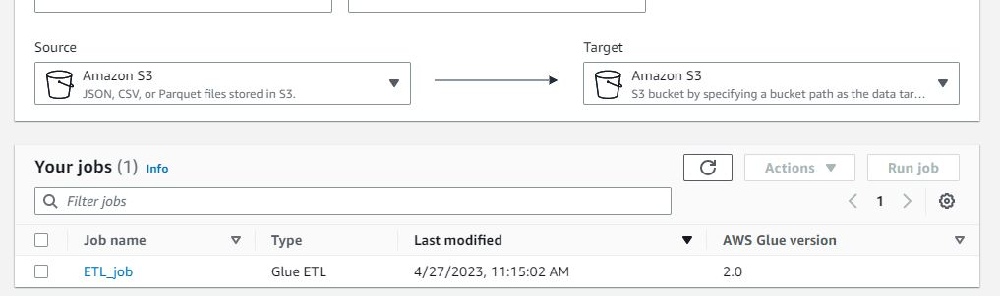 Source
Target
Amazon S3
JSON, CSV, or Parquet files stored in S3.
Amazon S3
S3 bucket by specifying a bucket path as the data tar...
Your jobs (1) Info
Actions
Run job
Filter jobs
1
Job name Type Last modified AWS Glue version
ETL_job Glue ETL 4/27/2023, 11:15:02 AM 2.0